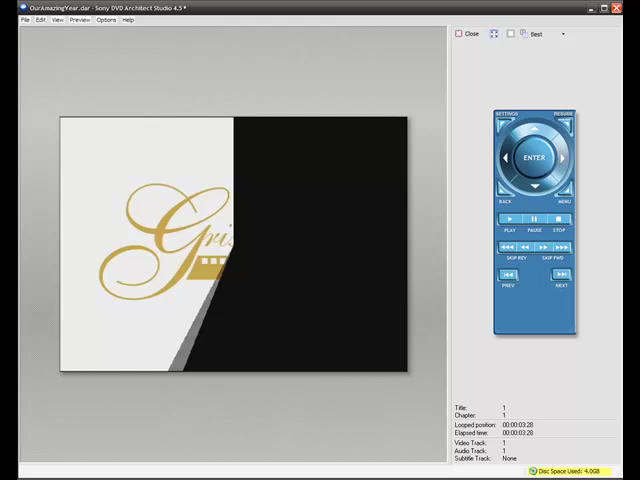 OurAmazingYear.dar - Sony DVD Architect Studio 4.5 *
File Edit View Preview Options Help
Close Best
SETTINGS RESUME
ENTER
BACK MENU
PLAY PAUSE STOP
SKIP REV SKIP FWD
PREV NEXT
Gris
Title: 1
Chapter: 1
Looped position: 00:00:03:28
Elapsed time: 00:00:03:28
Video Track: 1
Audio Track: 1
Subtitle Track: None
Disc Space Used: 4.0GB